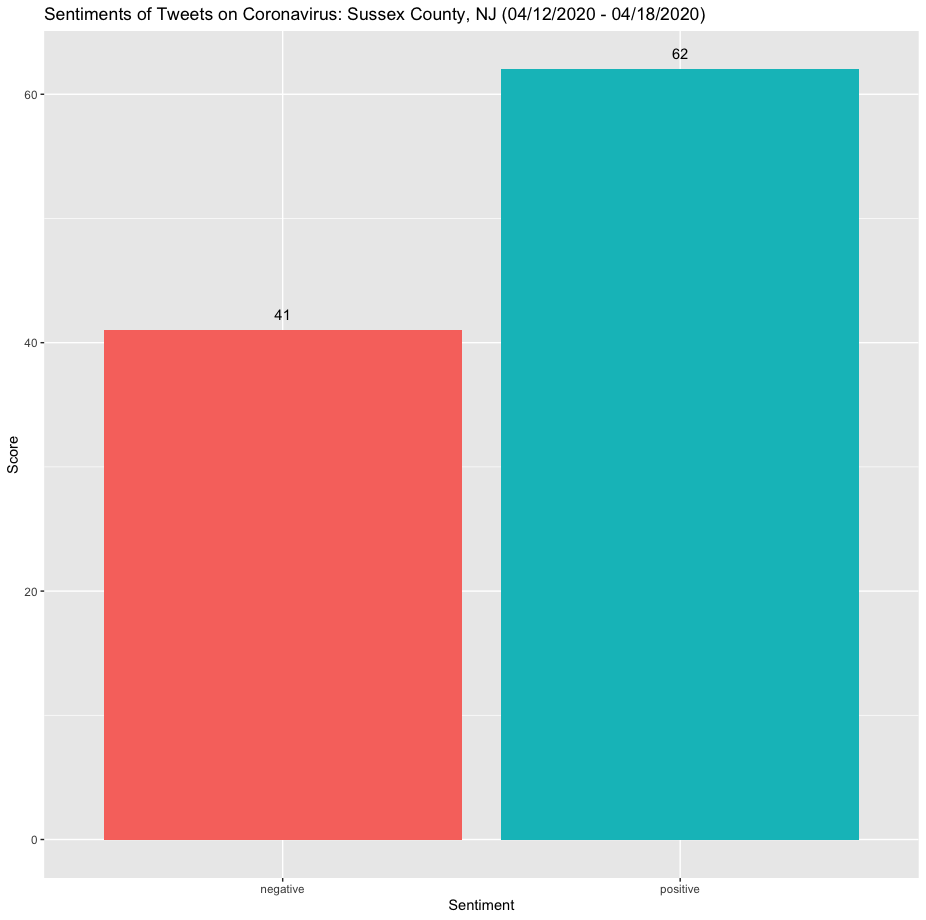 Sentiments of Tweets on Coronavirus: Sussex County, NJ (04/12/2020 - 04/18/2020)
62
60
41
40
Score
20
0
negative
positive
Sentiment